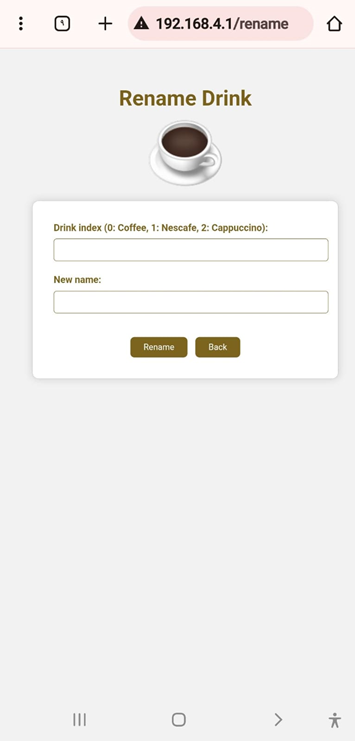 ٩
192.168.4.1/rename
Rename Drink
Drink index (0: Coffee, 1: Nescafe, 2: Cappuccino):
New name:
Rename Back